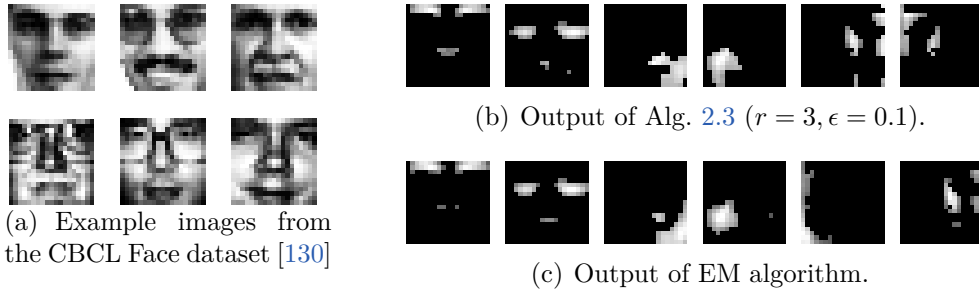 (a) Example images from
the CBCL Face dataset [130]
(b) Output of Alg. 2.3 (r = 3, ϵ = 0.1).
(c) Output of EM algorithm.